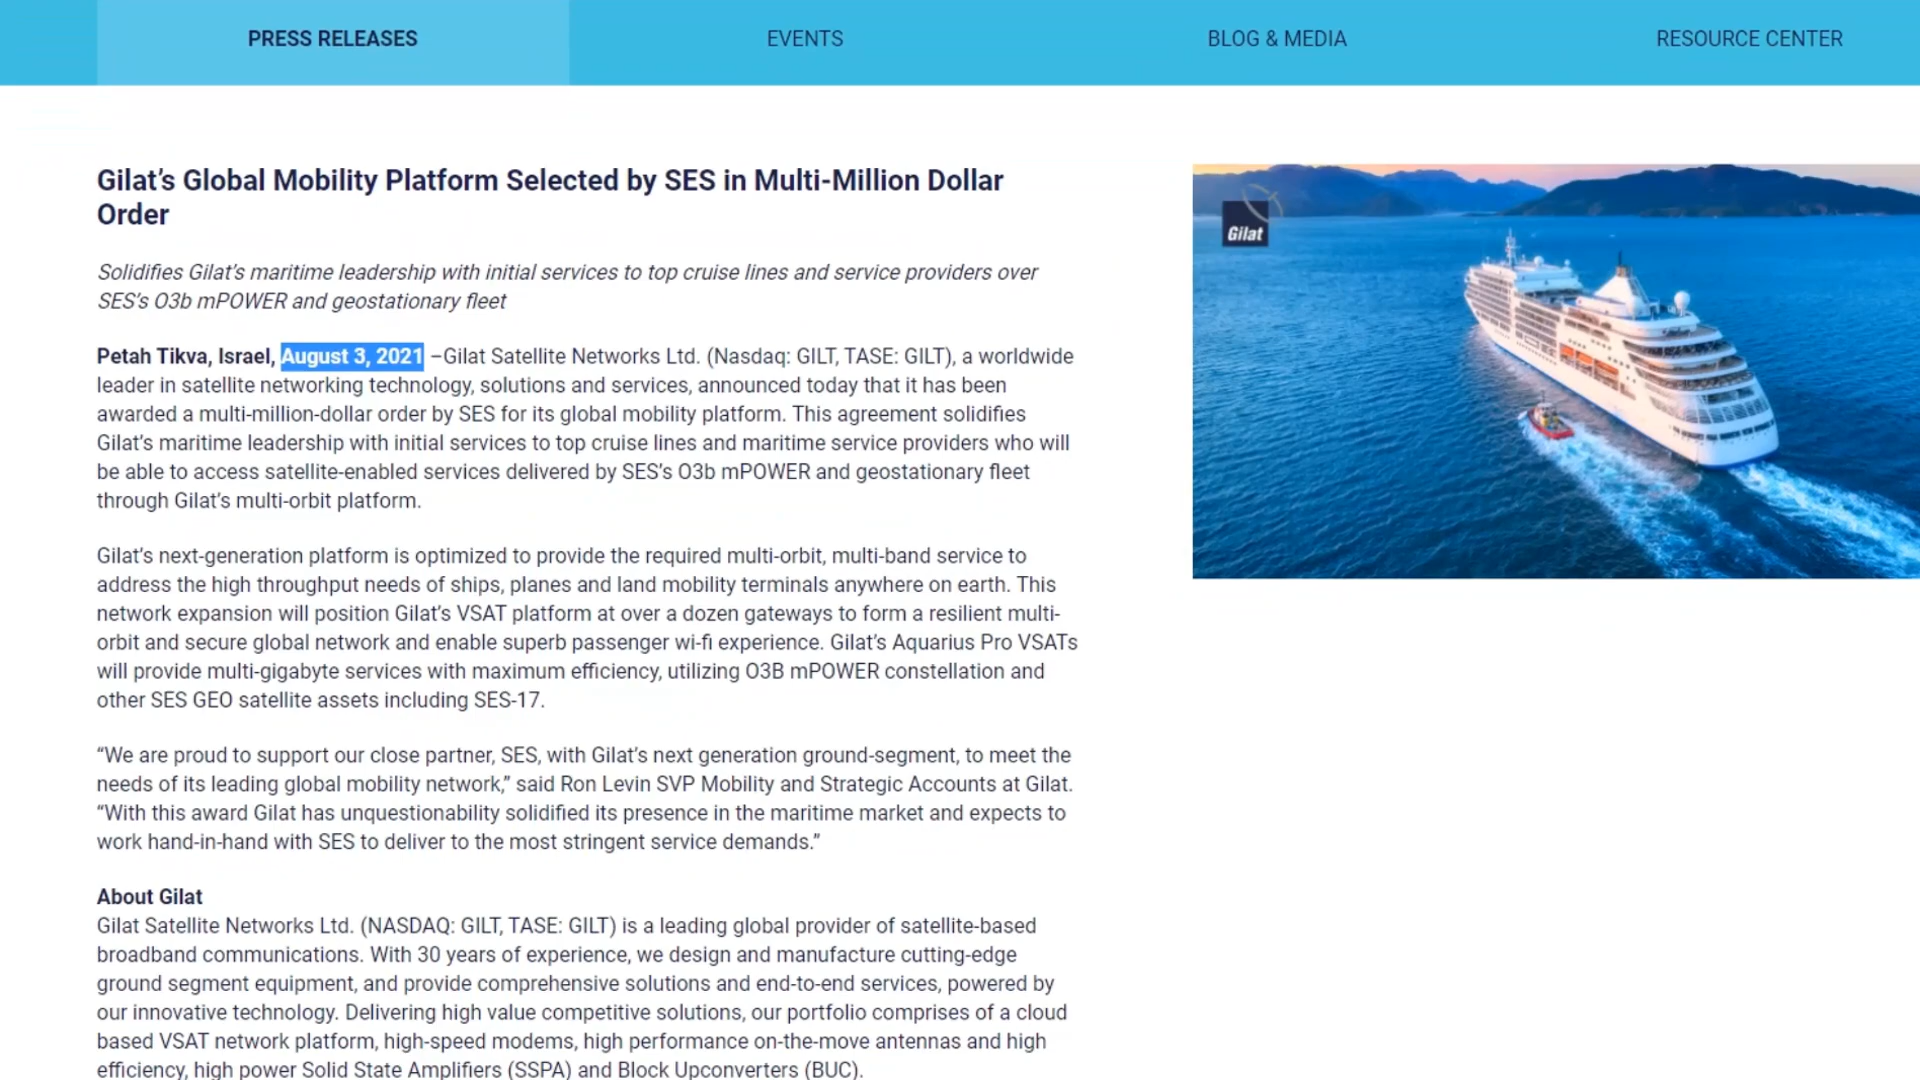 PRESS RELEASES
EVENTS
BLOG & MEDIA
RESOURCE CENTER
Gilat’s Global Mobility Platform Selected by SES in Multi-Million Dollar
Order
Gilat
Solidifies Gilat’s maritime leadership with initial services to top cruise lines and service providers over
SES’s O3b mPOWER and geostationary fleet
Petah Tikva, Israel, August 3, 2021 –Gilat Satellite Networks Ltd. (Nasdaq: GILT, TASE: GILT), a worldwide
leader in satellite networking technology, solutions and services, announced today that it has been
awarded a multi-million-dollar order by SES for its global mobility platform. This agreement solidifies
Gilat’s maritime leadership with initial services to top cruise lines and maritime service providers who will
be able to access satellite-enabled services delivered by SES’s O3b mPOWER and geostationary fleet
through Gilat’s multi-orbit platform.
Gilat’s next-generation platform is optimized to provide the required multi-orbit, multi-band service to
address the high throughput needs of ships, planes and land mobility terminals anywhere on earth. This
network expansion will position Gilat’s VSAT platform at over a dozen gateways to form a resilient multi-
orbit and secure global network and enable superb passenger wi-fi experience. Gilat’s Aquarius Pro VSATs
will provide multi-gigabyte services with maximum efficiency, utilizing O3B mPOWER constellation and
other SES GEO satellite assets including SES-17.
“We are proud to support our close partner, SES, with Gilat’s next generation ground-segment, to meet the
needs of its leading global mobility network,” said Ron Levin SVP Mobility and Strategic Accounts at Gilat.
“With this award Gilat has unquestionability solidified its presence in the maritime market and expects to
work hand-in-hand with SES to deliver to the most stringent service demands.”
About Gilat
Gilat Satellite Networks Ltd. (NASDAQ: GILT, TASE: GILT) is a leading global provider of satellite-based
broadband communications. With 30 years of experience, we design and manufacture cutting-edge
ground segment equipment, and provide comprehensive solutions and end-to-end services, powered by
our innovative technology. Delivering high value competitive solutions, our portfolio comprises of a cloud
based VSAT network platform, high-speed modems, high performance on-the-move antennas and high
efficiency, high power Solid State Amplifiers (SSPA) and Block Upconverters (BUC).